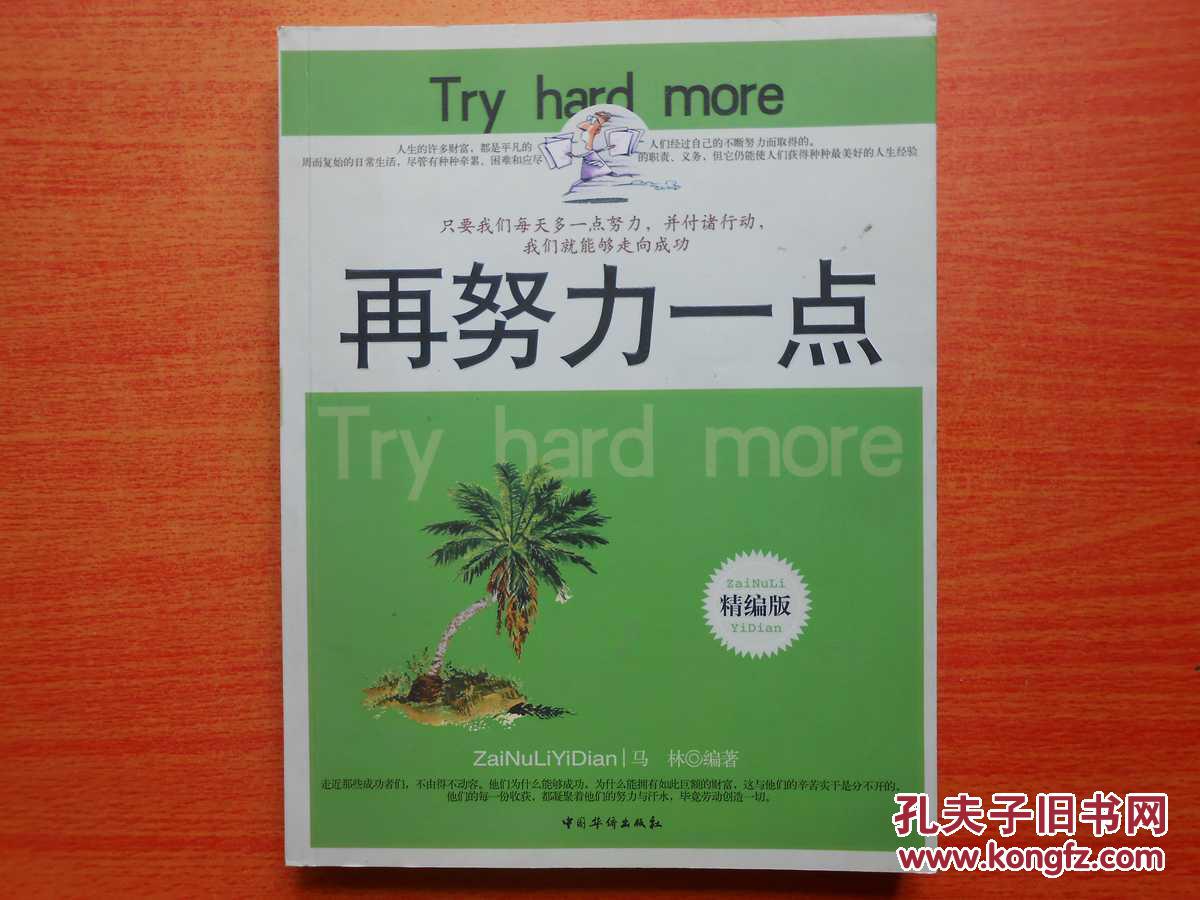 Try hard more
人生的许多财富，都是平凡的 人们经过自己的不断努力而取得的。
周而复始的日常生活，尽管有种种牵累、困难和应尽 的职责、义务，但它仍能使人们获得种种最美好的人生经验
只要我们每天多一点努力，并付诸行动，
我们就能够走向成功
再努力一点
Try hard more
ZaiNuLi
精编版
YiDian
ZaiNuLiYiDian|马 林◎编著
走近那些成功者们，不由得不动容。他们为什么能够成功，为什么能拥有如此巨额的财富，这与他们的辛苦实干是分不开的。
他们的每一份收获，都凝聚着他们的努力与汗水，毕竟劳动创造一切。
中国华侨出版社
孔夫子旧书网
www.kongfz.com